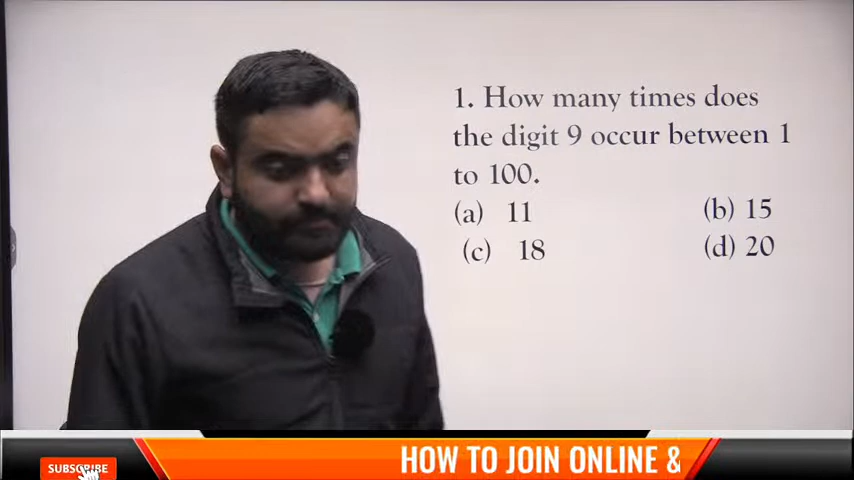 1. How many times does
the digit 9 occur between 1
to 100.
(a) 11 (b) 15
(c) 18 (d) 20
HOW TO JOIN ONLINE &
SUBSCRIBE